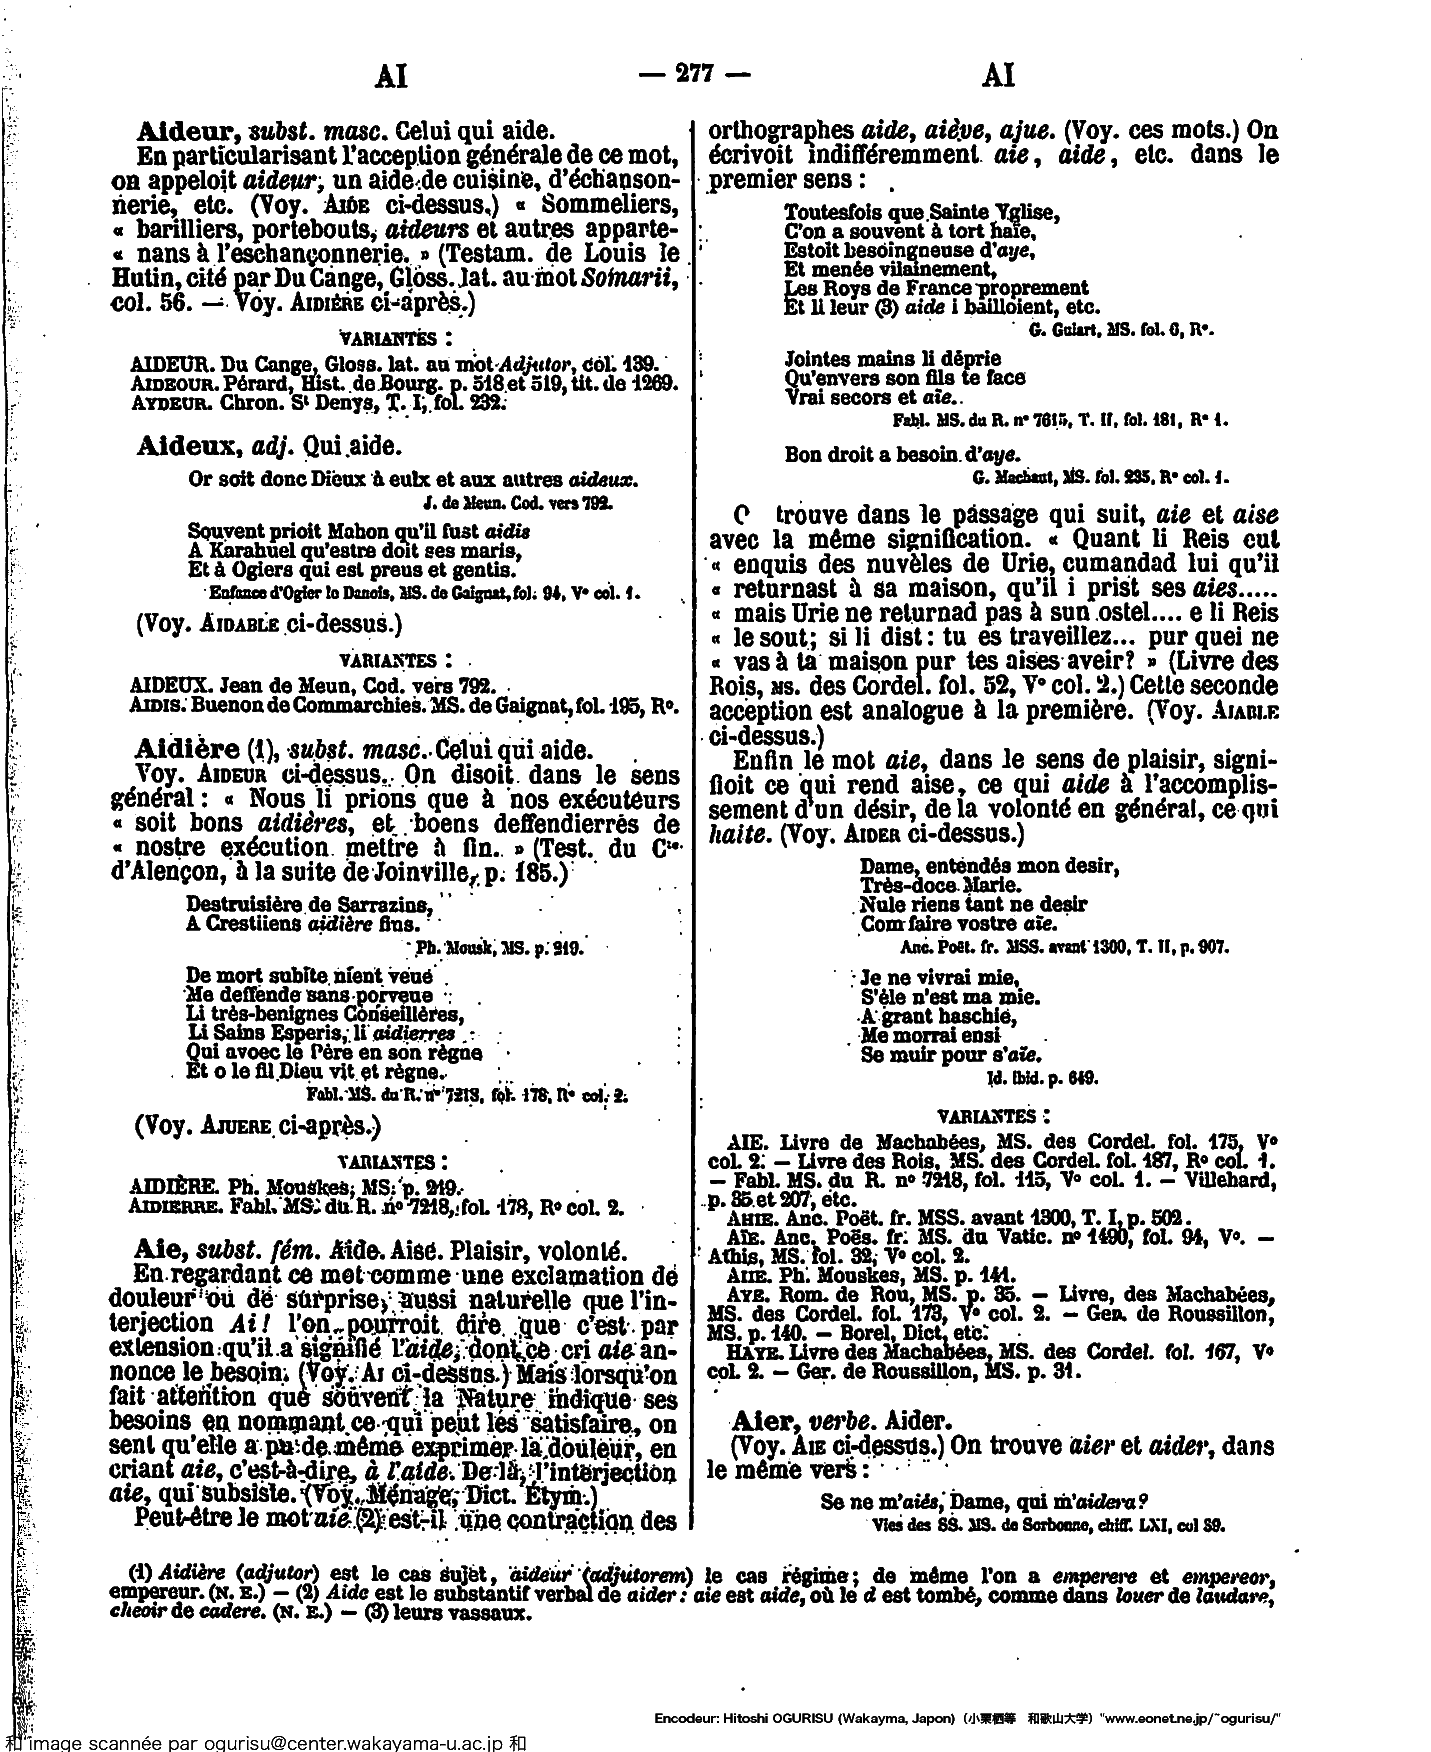 AI
— 277 —
AI
Aideur, subst. masc. Celui qui aide.
En particularisant l'acception générale de ce mot,
on appeloit aideur, un aide de cuisine, d'échanson-
nerie, etc. (Voy. AIDE ci-dessus.) « Sommeliers,
« barilliers, portebouts, aideurs et autres apparte-
« nans à l'eschançonnerie. » (Testam. de Louis le
Hutin, cité par Du Cange, Gloss. lat. au mot Somarii,
col. 56. — Voy. AIDIÈRE ci-après.)
VARIANTES :
AIDEUR. Du Cange, Gloss. lat. au mot Adjutor, col. 139.
AIDEOUR. Pérard, Hist. de Bourg. p. 518 et 519, tit. de 1269.
AYDEUR. Chron. St Denys, T. I, fol. 232.
Aideux, adj. Qui aide.
Or soit donc Dieux à eulx et aux autres aideux.
J. de Meun. Cod. vers 792.
Souvent prioit Mahon qu'il fust aidis
A Karahuel qu'estre doit ses maris,
Et à Ogiers qui est preus et gentis.
Enfance d'Ogier le Danois, MS. de Gaignat, fol. 94, Vo col. 1.
(Voy. AIDABLE ci-dessus.)
VARIANTES :
AIDEUX. Jean de Meun, Cod. vers 792.
AIDIS. Buenon de Commarchies. MS. de Gaignat, fol. 195, Ro.
Aidière (1), subst. masc. Celui qui aide.
Voy. AIDEUR ci-dessus. On disoit dans le sens
général : « Nous li prions que à nos exécuteurs
« soit bons aidières, et boens deffendierrés de
« nostre exécution mettre à fin. » (Test. du Cte
d'Alençon, à la suite de Joinville, p. 185.)
Destruisière de Sarrazins,
A Crestiiens aidière fins.
Ph. Mousk, MS. p. 219.
De mort subite nient veue
Me deffende sans porveue
Li très-benignes Conseillères,
Li Sains Esperis, li aidierres
Qui avoec le Père en son règne
Et o le fil Dieu vit et règne.
Fabl. MS. du R. no 7218, fol. 178, Ro col. 2.
(Voy. AJUERE ci-après.)
VARIANTES :
AIDIÈRE. Ph. Mouskes, MS. p. 219.
AIDIERRE. Fabl. MS. du R. no 7218, fol. 178, Ro col. 2.
Aie, subst. fém. Aide. Aise. Plaisir, volonté.
En regardant ce mot comme une exclamation de
douleur ou de surprise, aussi naturelle que l'in-
terjection Ai! l'on pourroit dire que c'est par
extension qu'il a signifié l'aide, dont ce cri aie an-
nonce le besoin. (Voy. AI ci-dessus.) Mais lorsqu'on
fait attention que souvent la Nature indique ses
besoins en nommant ce qui peut les satisfaire, on
sent qu'elle a pu de même exprimer la douleur, en
criant aie, c'est-à-dire, à l'aide. De là, l'interjection
aie, qui subsiste. (Voy. Ménage, Dict. Etym.)
Peut-être le mot aie (2) est-il une contraction des
orthographes aide, aiève, ajue. (Voy. ces mots.) On
écrivoit indifféremment aie, aide, etc. dans le
premier sens :
Toutesfois que Sainte Yglise,
C'on a souvent à tort haïe,
Estoit besoingneuse d'aye,
Et menée vilainement,
Les Roys de France proprement
Et li leur (3) aide i bailloient, etc.
G. Guiart, MS. fol. 6, Ro.
Jointes mains li déprie
Qu'envers son fils te face
Vrai secors et aïe.
Fabl. MS. du R. no 7615, T. II, fol. 181, Ro 1.
Bon droit a besoin d'aye.
G. Machaut, MS. fol. 235, Ro col. 1.
O trouve dans le passage qui suit, aie et aise
avec la même signification. « Quant li Reis cut
« enquis des nuvèles de Urie, cumandad lui qu'il
« returnast à sa maison, qu'il i prist ses aies.....
« mais Urie ne returnad pas à sun ostel.... e li Reis
« le sout; si li dist : tu es traveillez... pur quei ne
« vas à ta maison pur tes aises aveir? » (Livre des
Rois, MS. des Cordel. fol. 52, Vo col. 2.) Cette seconde
acception est analogue à la première. (Voy. AIABLE
ci-dessus.)
Enfin le mot aie, dans le sens de plaisir, signi-
fioit ce qui rend aise, ce qui aide à l'accomplis-
sement d'un désir, de la volonté en général, ce qui
haite. (Voy. AIDER ci-dessus.)
Dame, entendés mon desir,
Très-doce Marie.
Nule riens tant ne desir
Com faire vostre aïe.
Anc. Poët. fr. MSS. avant 1300, T. II, p. 907.
Je ne vivrai mie,
S'éle n'est ma mie.
A grant haschie,
Me morrai ensi
Se muir pour s'aïe.
Id. Ibid. p. 649.
VARIANTES :
AIE. Livre de Machabées, MS. des Cordel. fol. 175, Vo
col. 2. — Livre des Rois, MS. des Cordel. fol. 187, Ro col. 1.
— Fabl. MS. du R. no 7218, fol. 115, Vo col. 1. — Villehard,
p. 35 et 207, etc.
AHIE. Anc. Poët. fr. MSS. avant 1300, T. I, p. 502.
AÏE. Anc. Poës. fr. MS. du Vatic. no 1490, fol. 94, Vo. —
Athis, MS. fol. 32, Vo col. 2.
AIIE. Ph. Mouskes, MS. p. 141.
AYE. Rom. de Rou, MS. p. 35. — Livre, des Machabées,
MS. des Cordel. fol. 173, Vo col. 2. — Ger. de Roussillon,
MS. p. 140. — Borel, Dict. etc.
HAYE. Livre des Machabées, MS. des Cordel. fol. 167, Vo
col. 2. — Ger. de Roussillon, MS. p. 31.
Aier, verbe. Aider.
(Voy. AIE ci-dessus.) On trouve aier et aider, dans
le même vers :
Se ne m'aiés, Dame, qui m'aidera?
Vies des SS. MS. de Sorbonne, chiff. LXI, col 39.
(1) Aidière (adjutor) est le cas sujet, aideur (adjutorem) le cas régime; de même l'on a emperere et empereor,
empereur. (N. E.) — (2) Aide est le substantif verbal de aider : aie est aide, où le d est tombé, comme dans louer de laudare,
cheoir de cadere. (N. E.) — (3) leurs vassaux.
Encodeur: Hitoshi OGURISU (Wakayma, Japon) (小栗栖等 和歌山大学) "www.eonet.ne.jp/~ogurisu/"
和 image scannée par ogurisu@center.wakayama-u.ac.jp 和